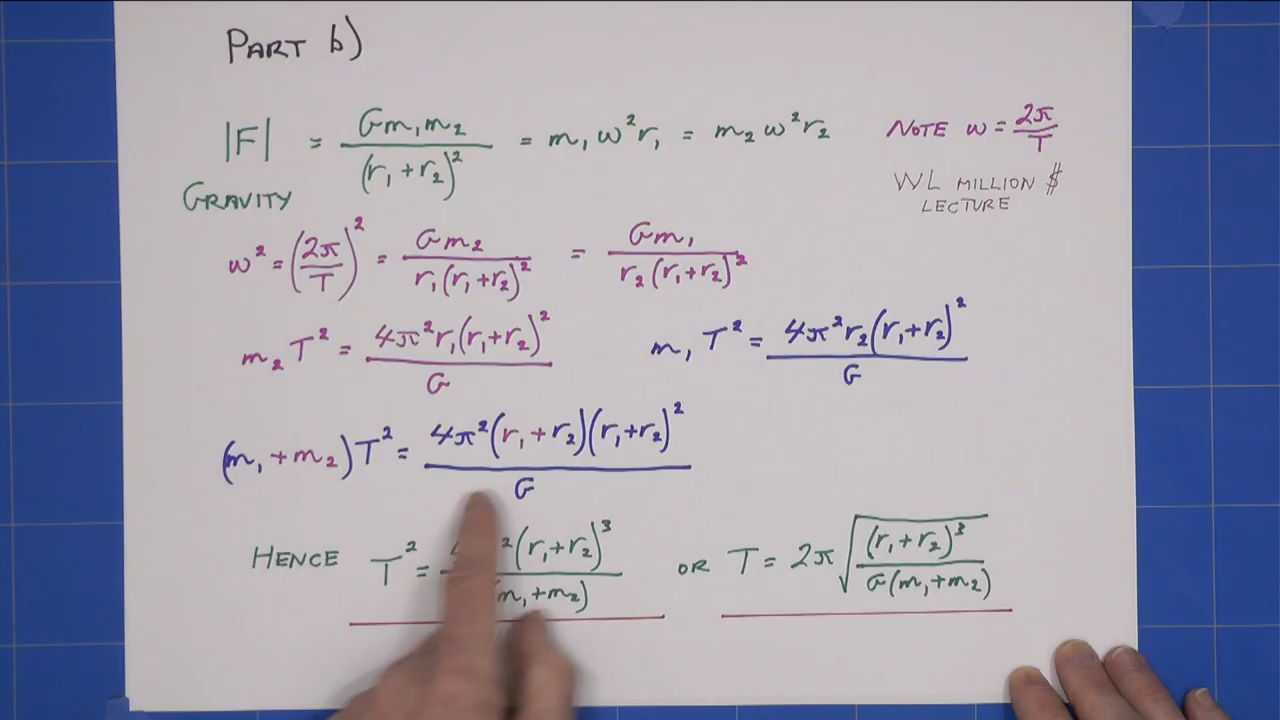 PART b)
|F| = Gm₁m₂ / (r₁+r₂)² = m₁ω²r₁ = m₂ω²r₂ NOTE ω = 2π/T
GRAVITY
WL MILLION $
LECTURE
ω² = (2π/T)² = Gm₂ / r₁(r₁+r₂)² = Gm₁ / r₂(r₁+r₂)²
m₂T² = 4π²r₁(r₁+r₂)² / G m₁T² = 4π²r₂(r₁+r₂)² / G
(m₁+m₂)T² = 4π²(r₁+r₂)(r₁+r₂)² / G
HENCE T² = ²(r₁+r₂)³ / m₁+m₂) OR T = 2π√((r₁+r₂)³ / G(m₁+m₂))